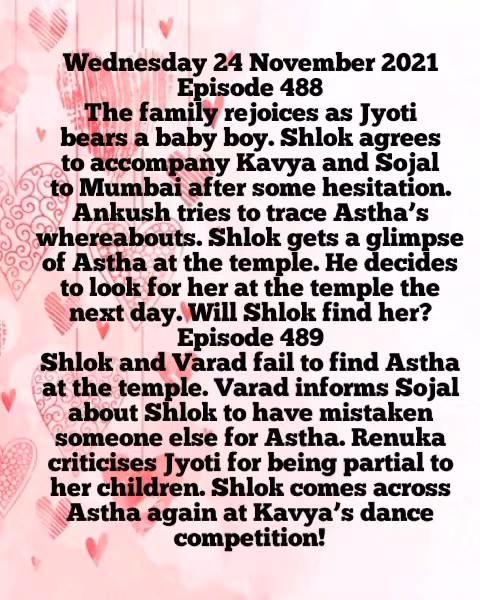 Wednesday 24 November 2021
Episode 488
The family rejoices as Jyoti
bears a baby boy. Shlok agrees
to accompany Kavya and Sojal
to Mumbai after some hesitation.
Ankush tries to trace Astha's
whereabouts. Shlok gets a glimpse
of Astha at the temple. He decides
to look for her at the temple the
next day. Will Shlok find her?
Episode 489
Shlok and Varad fail to find Astha
at the temple. Varad informs Sojal
about Shlok to have mistaken
someone else for Astha. Renuka
criticises Jyoti for being partial to
her children. Shlok comes across
Astha again at Kavya's dance
competition!